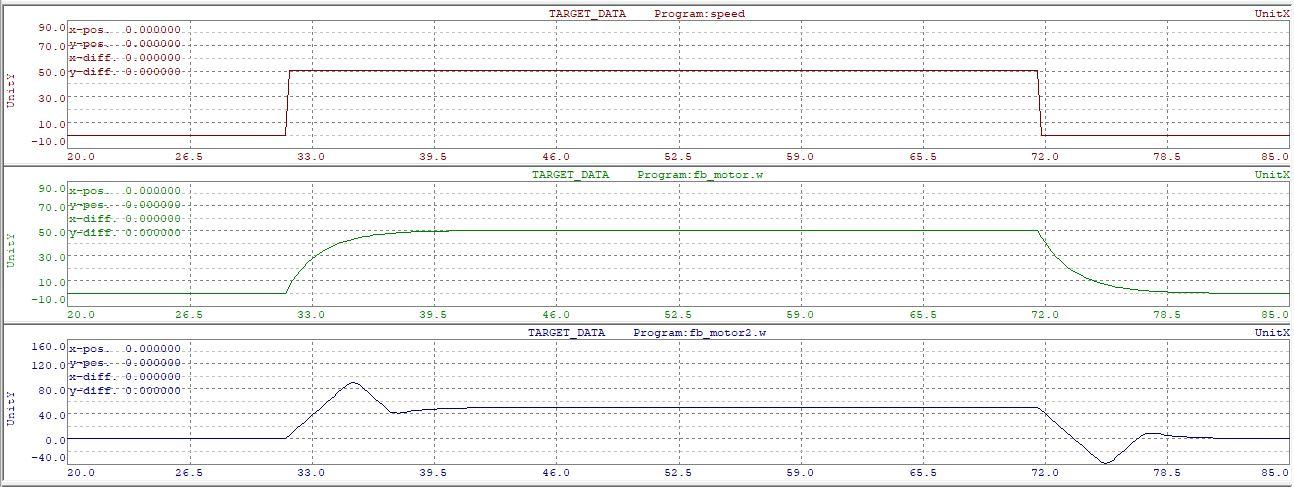 TARGET_DATA Program:speed UnitX
90.0 x-pos. 0.000000
y-pos. 0.000000
70.0 x-diff. 0.000000
50.0 y-diff. 0.000000
UnitY
30.0
10.0
-10.0
20.0 26.5 33.0 39.5 46.0 52.5 59.0 65.5 72.0 78.5 85.0
TARGET_DATA Program:fb_motor.w UnitX
90.0 x-pos. 0.000000
70.0 y-pos. 0.000000
x-diff. 0.000000
50.0 y-diff. 0.000000
UnitY
30.0
10.0
-10.0
20.0 26.5 33.0 39.5 46.0 52.5 59.0 65.5 72.0 78.5 85.0
TARGET_DATA Program:fb_motor2.w UnitX
160.0 x-pos. 0.000000
120.0 y-pos. 0.000000
x-diff. 0.000000
80.0 y-diff. 0.000000
UnitY
40.0
0.0
-40.0
20.0 26.5 33.0 39.5 46.0 52.5 59.0 65.5 72.0 78.5 85.0